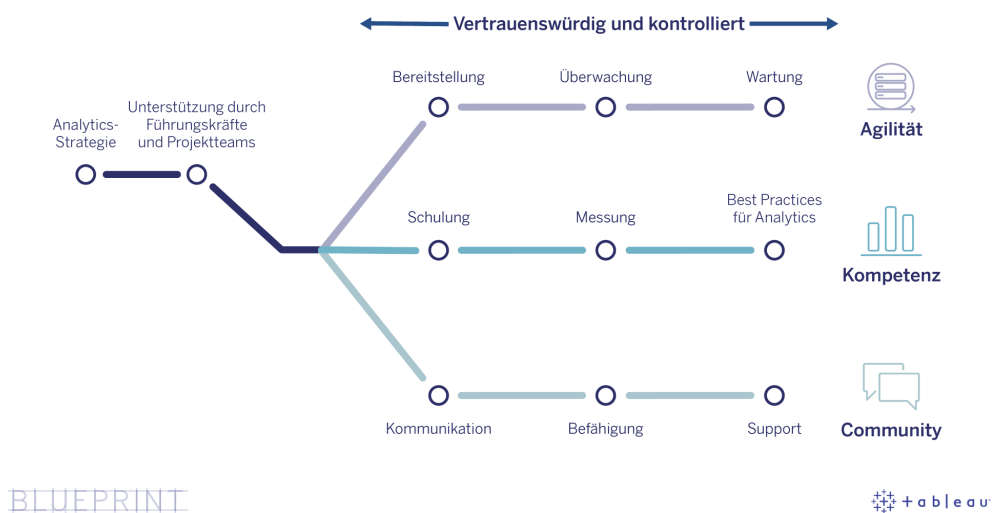 Vertrauenswürdig und kontrolliert
Analytics-
Strategie
Unterstützung durch
Führungskräfte
und Projektteams
Bereitstellung
Überwachung
Wartung
Agilität
Schulung
Messung
Best Practices
für Analytics
Kompetenz
Kommunikation
Befähigung
Support
Community
BLUEPRINT
+ableau